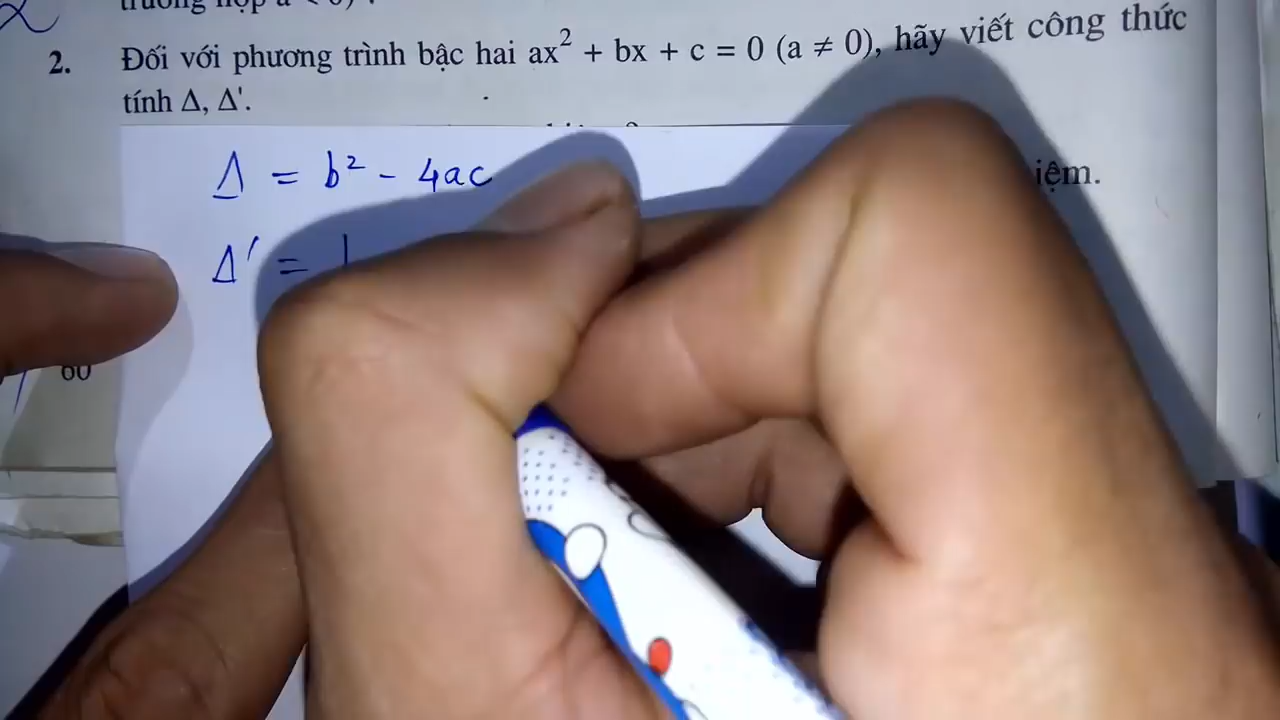 2. Đối với phương trình bậc hai ax² + bx + c = 0 (a ≠ 0), hãy viết công thức
tính Δ, Δ'.
Δ = b² - 4ac
iệm.
Δ' =
60